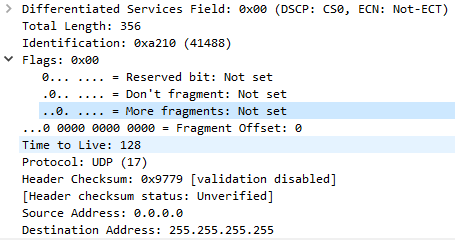 Differentiated Services Field: 0x00 (DSCP: CS0, ECN: Not-ECT)
Total Length: 356
Identification: 0xa210 (41488)
Flags: 0x00
0... .... = Reserved bit: Not set
.0.. .... = Don't fragment: Not set
..0. .... = More fragments: Not set
...0 0000 0000 0000 = Fragment Offset: 0
Time to Live: 128
Protocol: UDP (17)
Header Checksum: 0x9779 [validation disabled]
[Header checksum status: Unverified]
Source Address: 0.0.0.0
Destination Address: 255.255.255.255